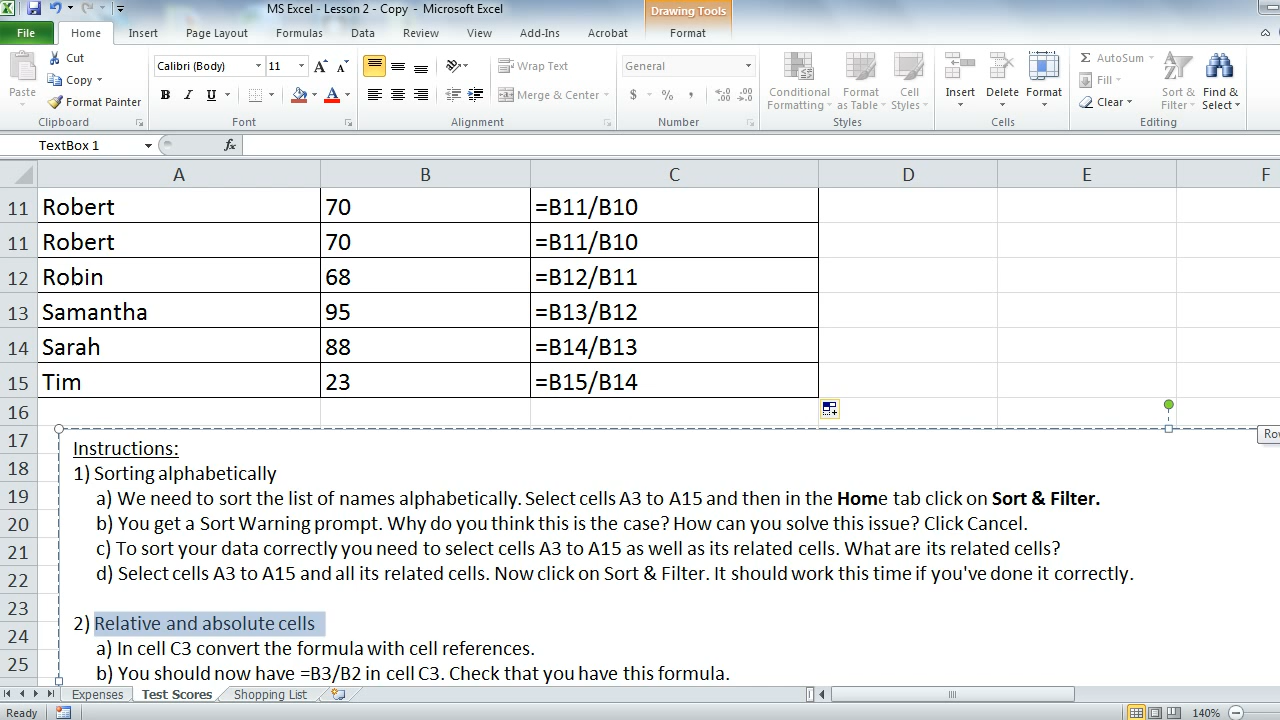 MS Excel - Lesson 2 - Copy - Microsoft Excel
Drawing Tools
File Home Insert Page Layout Formulas Data Review View Add-Ins Acrobat Format
Paste
Cut
Copy
Format Painter
Clipboard
Calibri (Body) 11 A A
B I U A
Font
Wrap Text
Merge & Center
Alignment
General
$ % ,
Number
Conditional Formatting
Format as Table
Cell Styles
Styles
Insert Delete Format
Cells
Σ AutoSum
Fill
Clear
Sort & Filter
Find & Select
Editing
TextBox 1 fx
A B C D E F
11 Robert 70 =B11/B10
11 Robert 70 =B11/B10
12 Robin 68 =B12/B11
13 Samantha 95 =B13/B12
14 Sarah 88 =B14/B13
15 Tim 23 =B15/B14
16
17
18
19
20
21
22
23
24
25
Ro
Instructions:
1) Sorting alphabetically
a) We need to sort the list of names alphabetically. Select cells A3 to A15 and then in the Home tab click on Sort & Filter.
b) You get a Sort Warning prompt. Why do you think this is the case? How can you solve this issue? Click Cancel.
c) To sort your data correctly you need to select cells A3 to A15 as well as its related cells. What are its related cells?
d) Select cells A3 to A15 and all its related cells. Now click on Sort & Filter. It should work this time if you've done it correctly.
2) Relative and absolute cells
a) In cell C3 convert the formula with cell references.
b) You should now have =B3/B2 in cell C3. Check that you have this formula.
Expenses Test Scores Shopping List
Ready 140%